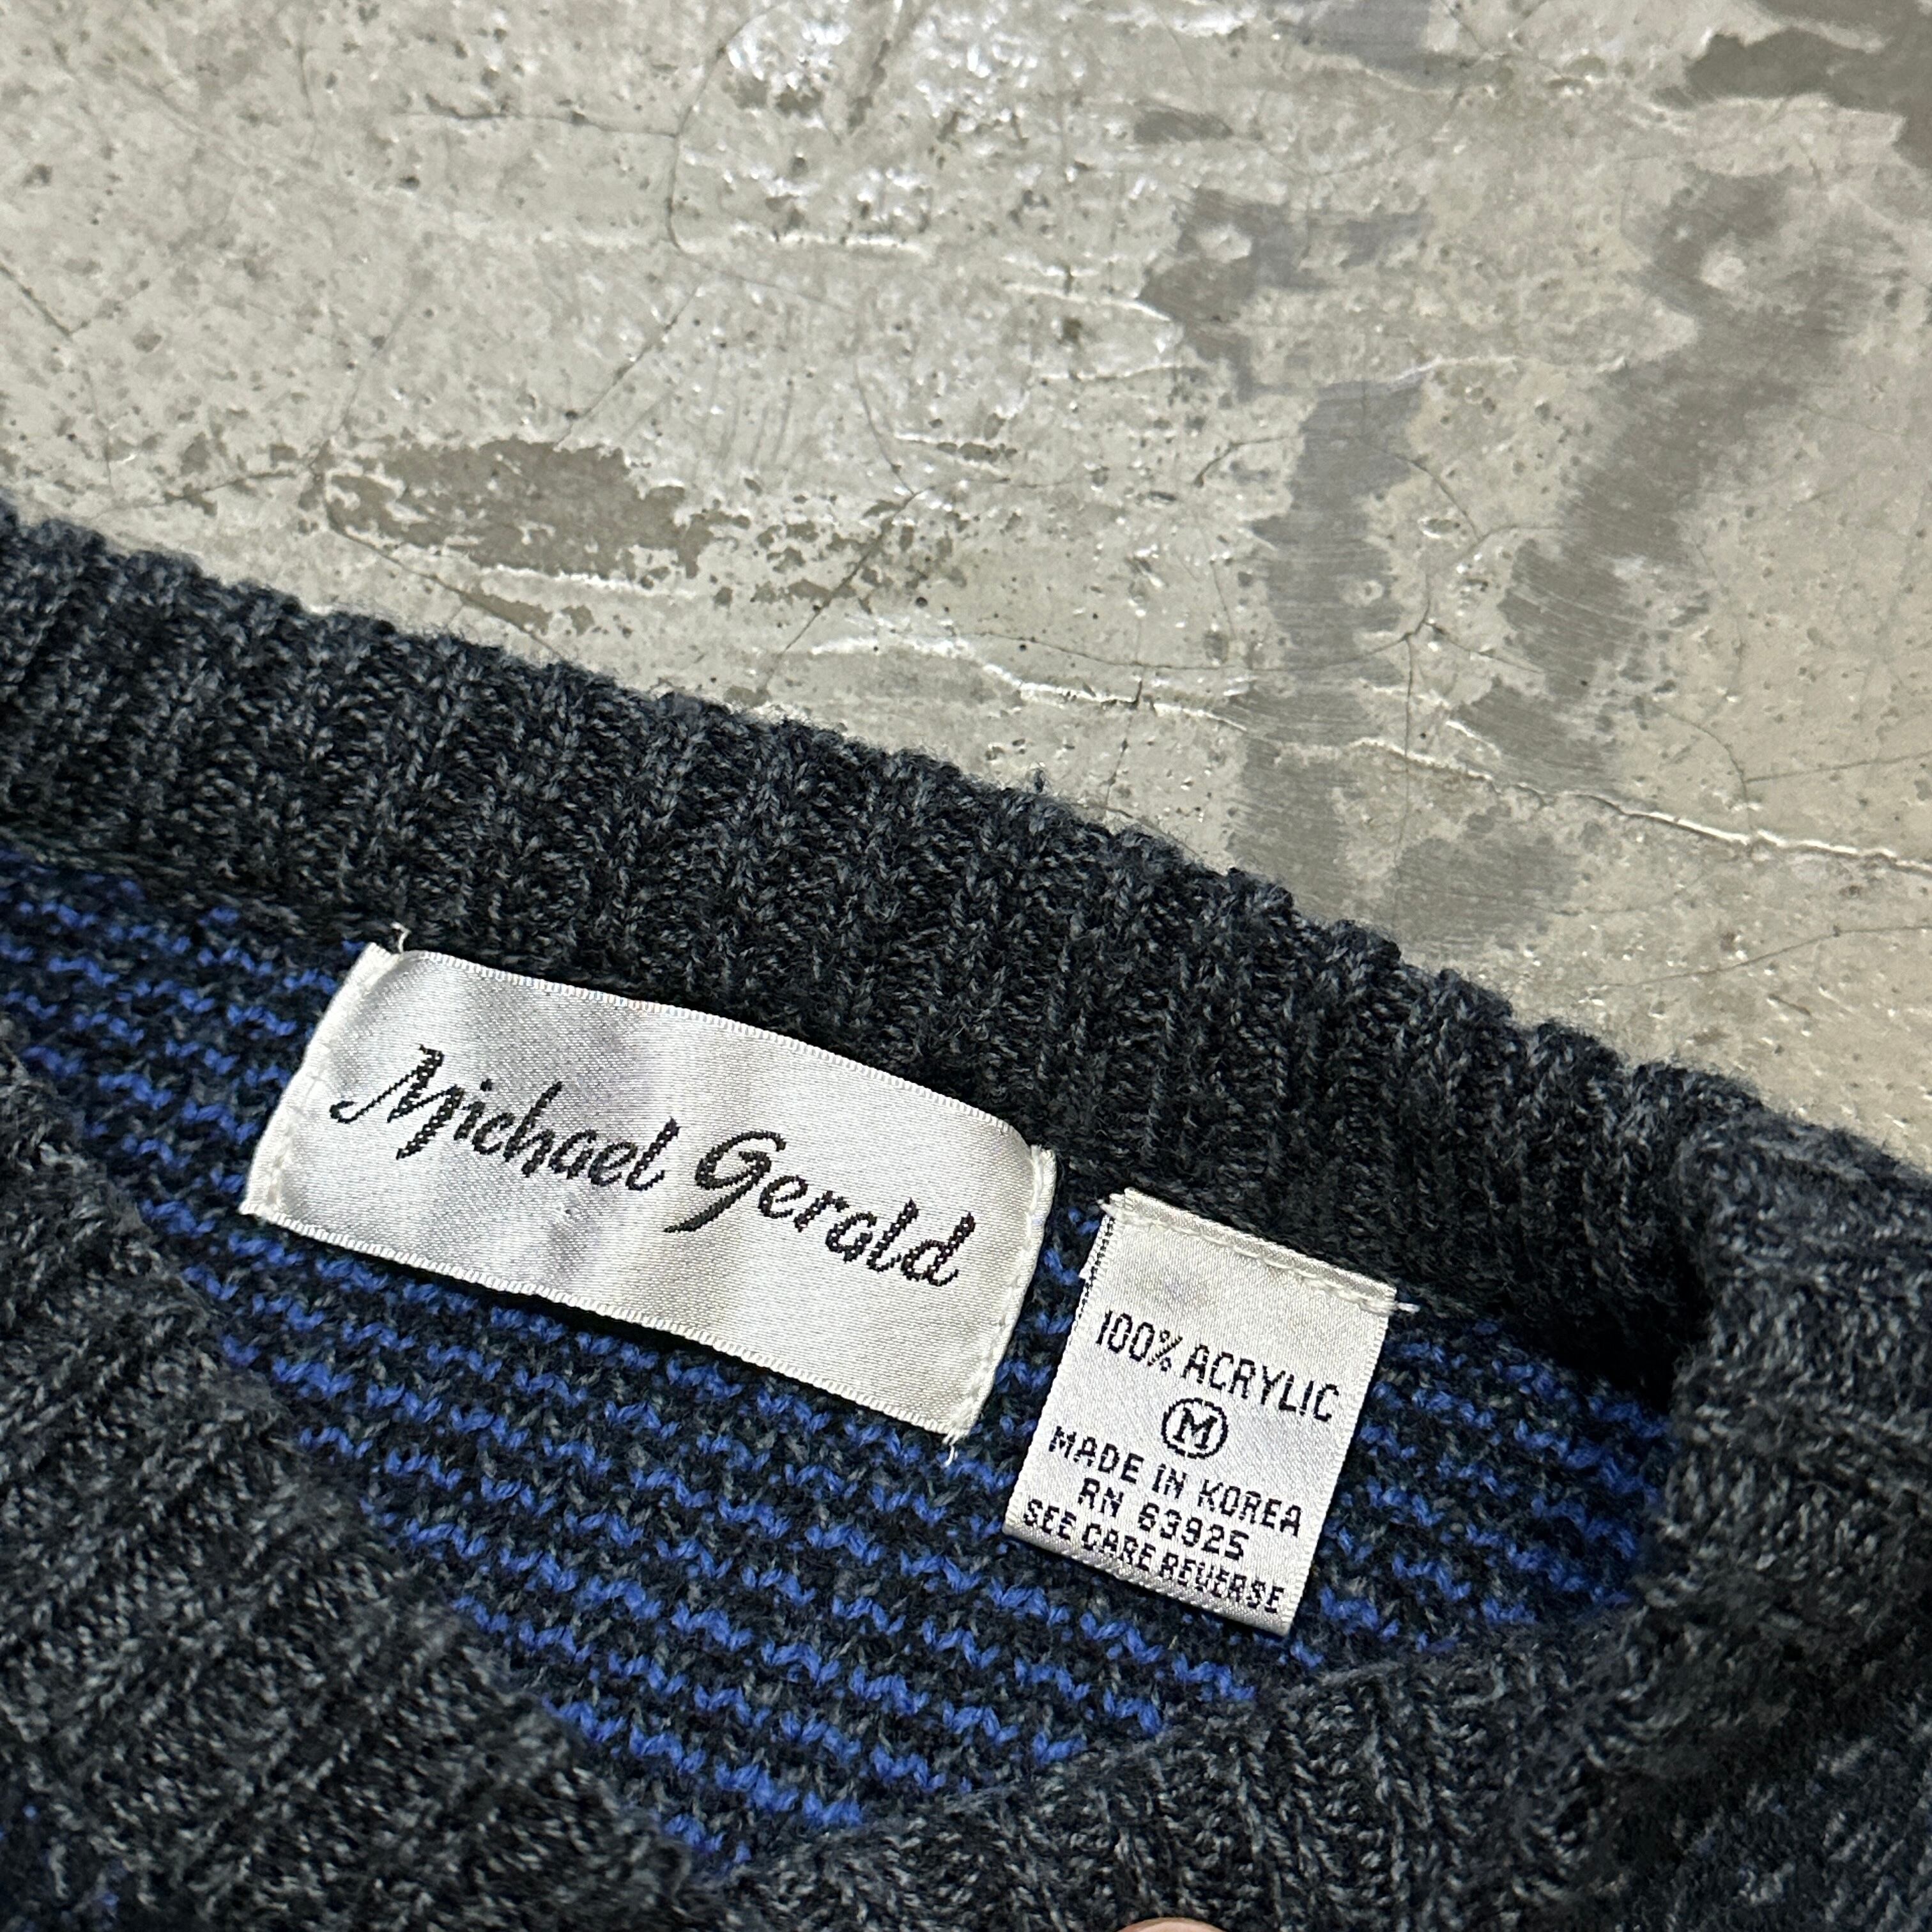 Michael Gerald
100% ACRYLIC
M
MADE IN KOREA
RN 63925
SEE CARE REVERSE